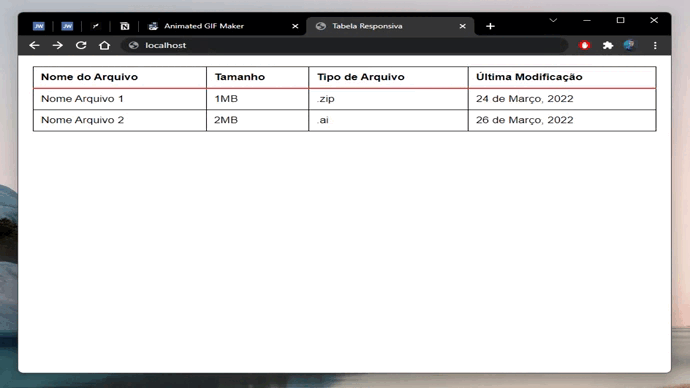 Animated GIF Maker
Tabela Responsiva
localhost
Nome do Arquivo Tamanho Tipo de Arquivo Última Modificação
Nome Arquivo 1 1MB .zip 24 de Março, 2022
Nome Arquivo 2 2MB .ai 26 de Março, 2022